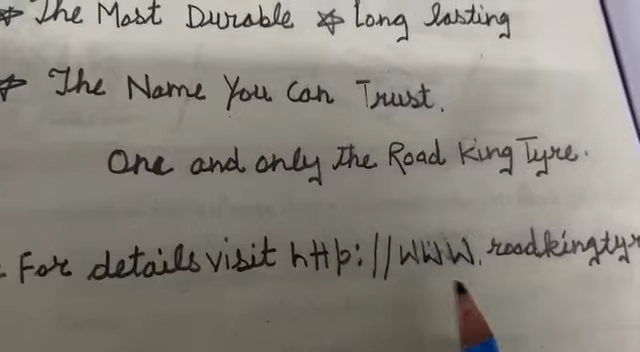 ☆ The Most Durable ☆ Long lasting
☆ The Name You Can Trust.
One and only the Road King Tyre.
- For details visit http://WWW.roadkingtyr